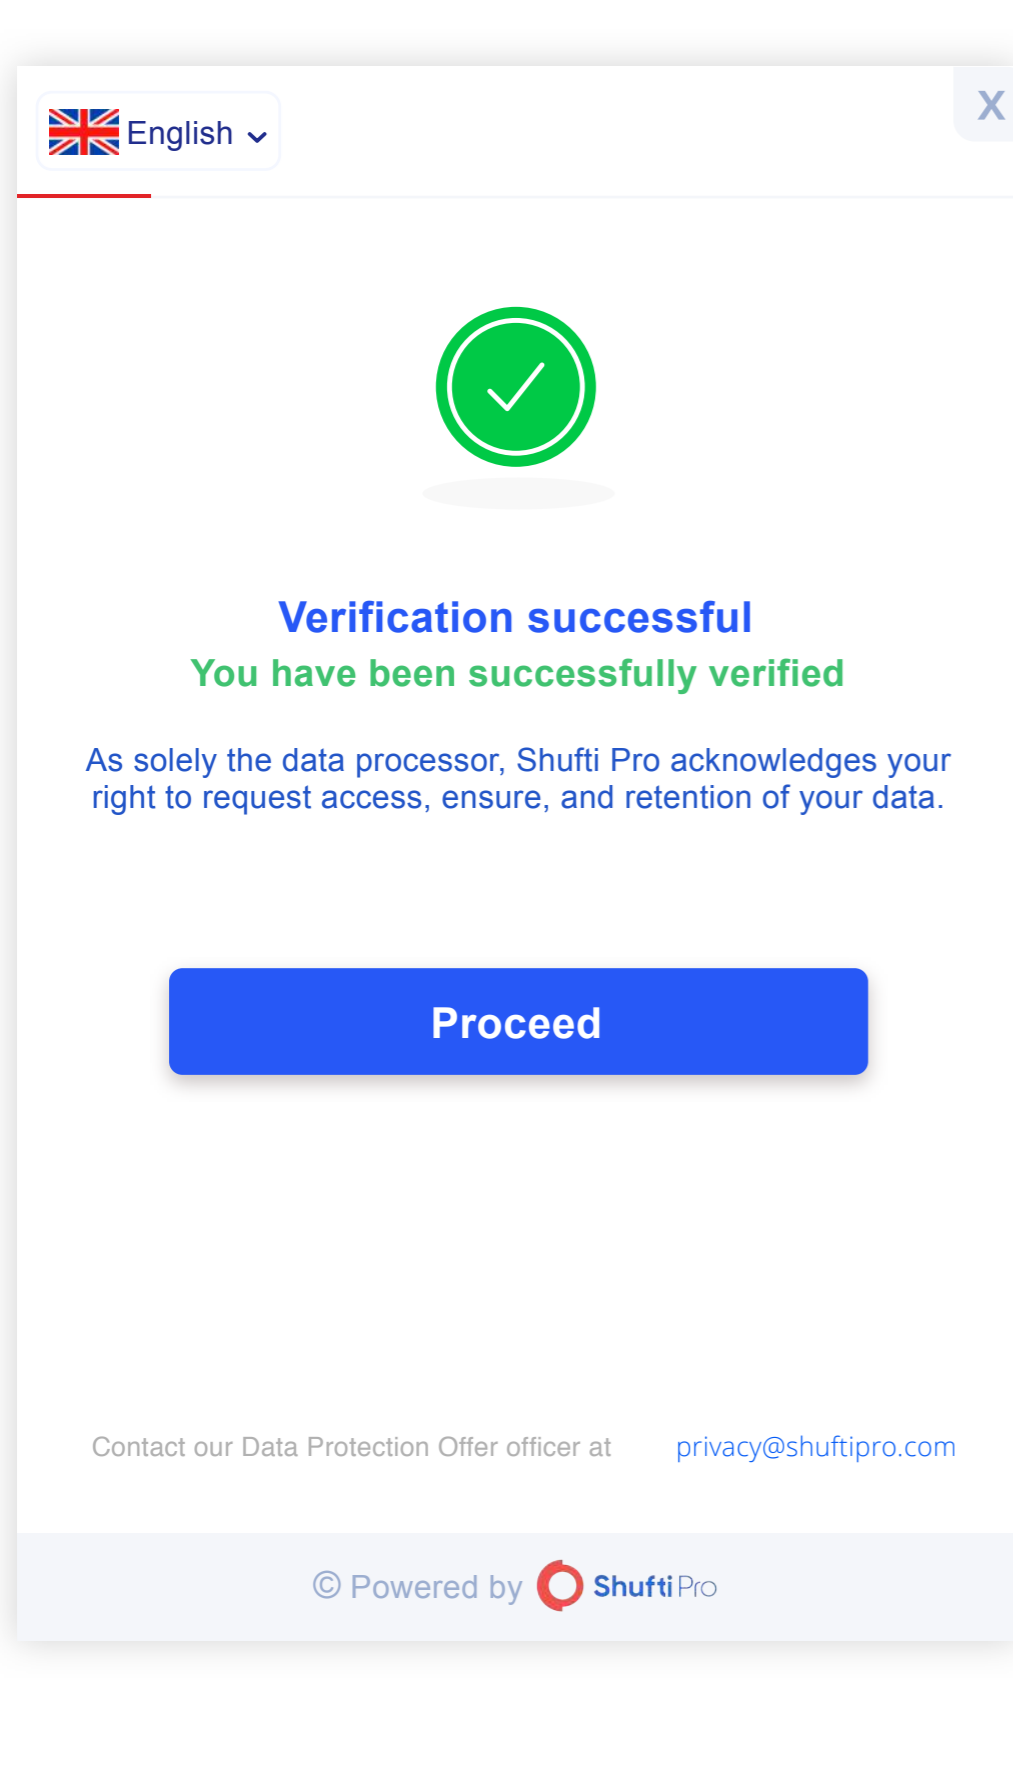 English
X
Verification successful
You have been successfully verified
As solely the data processor, Shufti Pro acknowledges your
right to request access, ensure, and retention of your data.
Proceed
Contact our Data Protection Offer officer at privacy@shuftipro.com
© Powered by Shufti Pro